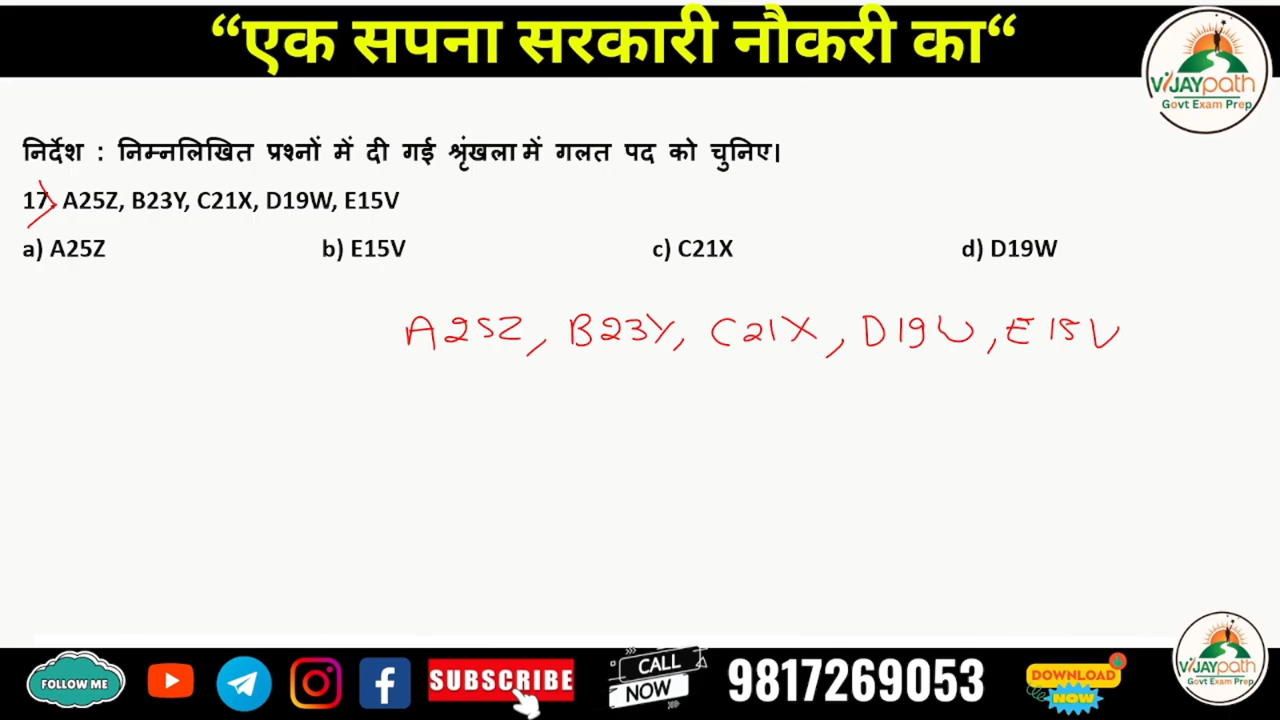 “एक सपना सरकारी नौकरी का“
VIJAYpath
Govt Exam Prep
निर्देश : निम्नलिखित प्रश्नों में दी गई श्रृंखला में गलत पद को चुनिए।
17. A25Z, B23Y, C21X, D19W, E15V
a) A25Z b) E15V c) C21X d) D19W
A25Z, B23Y, C21X, D19W, E15V
FOLLOW ME
SUBSCRIBE
CALL
NOW
9817269053
DOWNLOAD
NOW
VIJAYpath
Govt Exam Prep